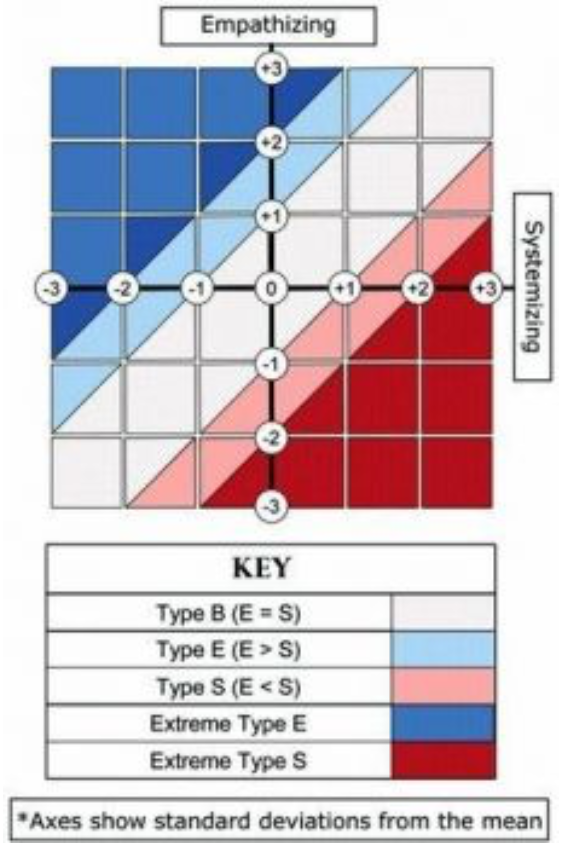 Empathizing
+3
+2
+1
-3 -2 -1 0 +1 +2 +3
Systemizing
-1
-2
-3
KEY
Type B (E = S)
Type E (E > S)
Type S (E < S)
Extreme Type E
Extreme Type S
*Axes show standard deviations from the mean